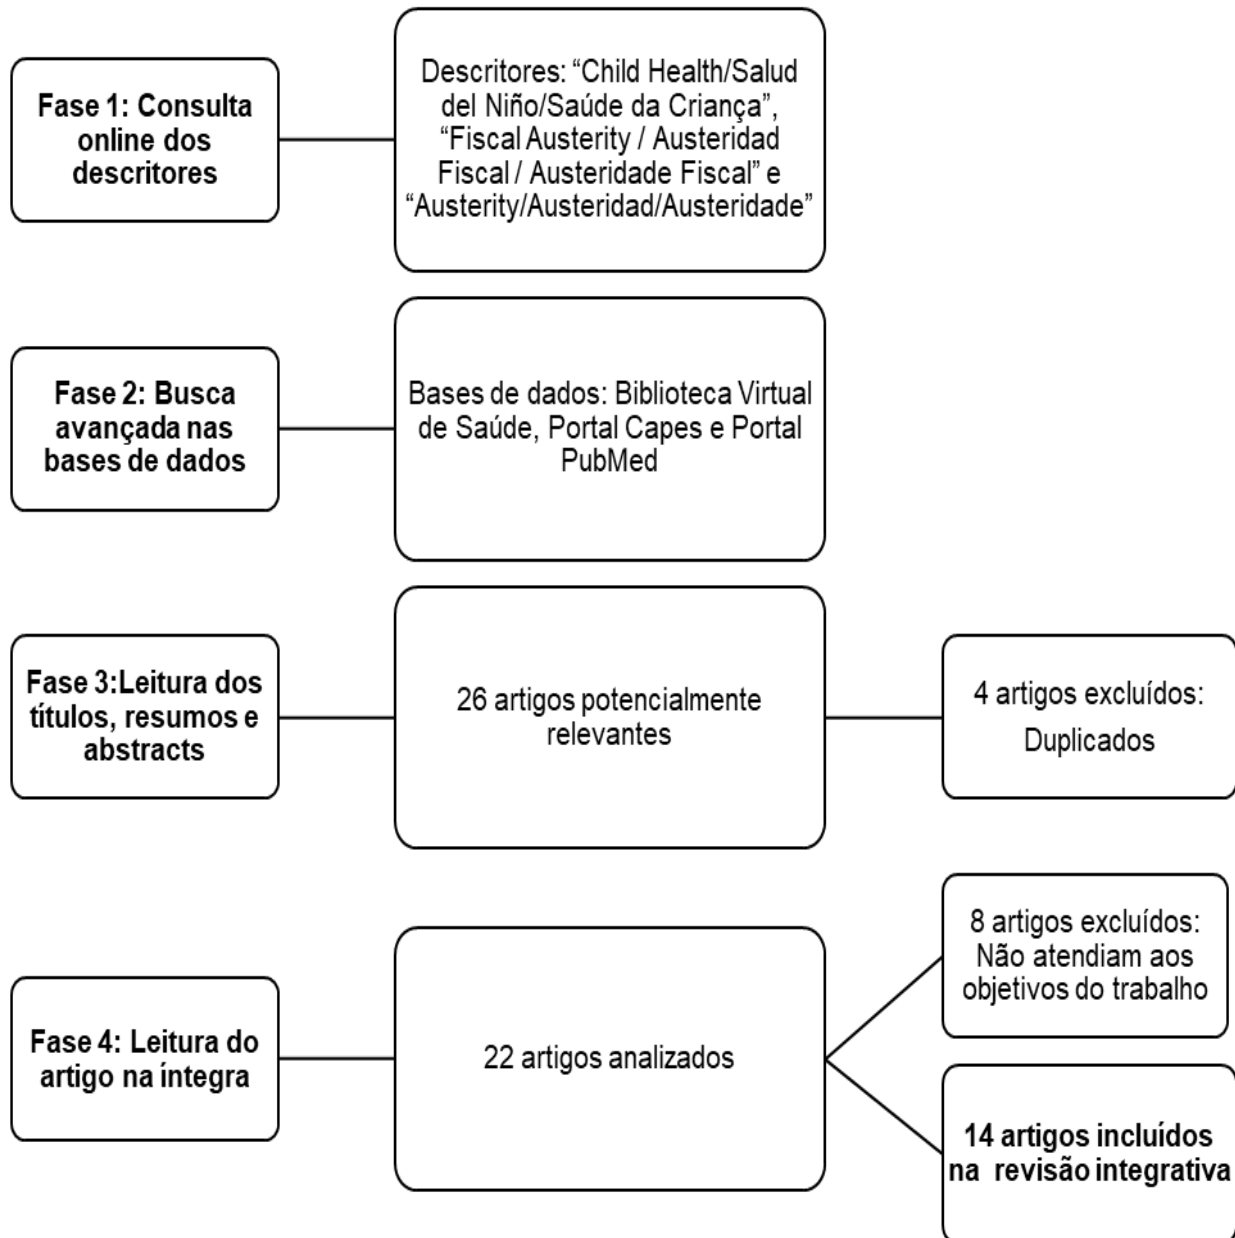 Fase 1: Consulta
online dos
descritores
Descritores: “Child Health/Salud
del Niño/Saúde da Criança”,
“Fiscal Austerity / Austeridad
Fiscal / Austeridade Fiscal” e
“Austerity/Austeridad/Austeridade”
Fase 2: Busca
avançada nas
bases de dados
Bases de dados: Biblioteca Virtual
de Saúde, Portal Capes e Portal
PubMed
Fase 3:Leitura dos
títulos, resumos e
abstracts
26 artigos potencialmente
relevantes
4 artigos excluídos:
Duplicados
Fase 4: Leitura do
artigo na íntegra
22 artigos analizados
8 artigos excluídos:
Não atendiam aos
objetivos do trabalho
14 artigos incluídos
na revisão integrativa